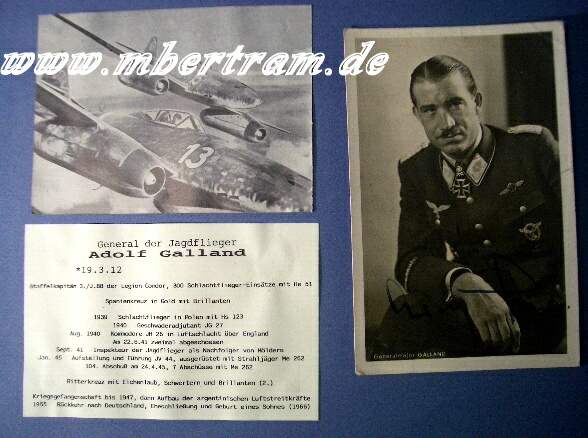 www.mbertram.de
13
General der Jagdflieger
Adolf Galland
*19.3.12
Staffelkapitän 3./J.88 der Legion Condor, 300 Schlachtflieger-Einsätze mit He 51
Spanienkreuz in Gold mit Brillanten
1939 Schlachtflieger in Polen mit Hs 123
1940 Geschwaderadjutant JG 27
Aug. 1940 Kommodore JH 26 in Luftschlacht über England
Am 22.6.41 zweimal abgeschossen
Sept. 41 Inspekteur der Jagdflieger als Nachfolger von Mölders
Jan. 45 Aufstellung und Führung JV 44, ausgerüstet mit Strahljäger Me 262
104. Abschuß am 24.4.45, 7 Abschüsse mit Me 262
Ritterkreuz mit Eichenlaub, Schwertern und Brillanten (2.)
Kriegsgefangenschaft bis 1947, dann Aufbau der argentinischen Luftstreitkräfte
1955 Rückkehr nach Deutschland, Eheschließung und Geburt eines Sohnes (1966)
Generalmajor GALLAND